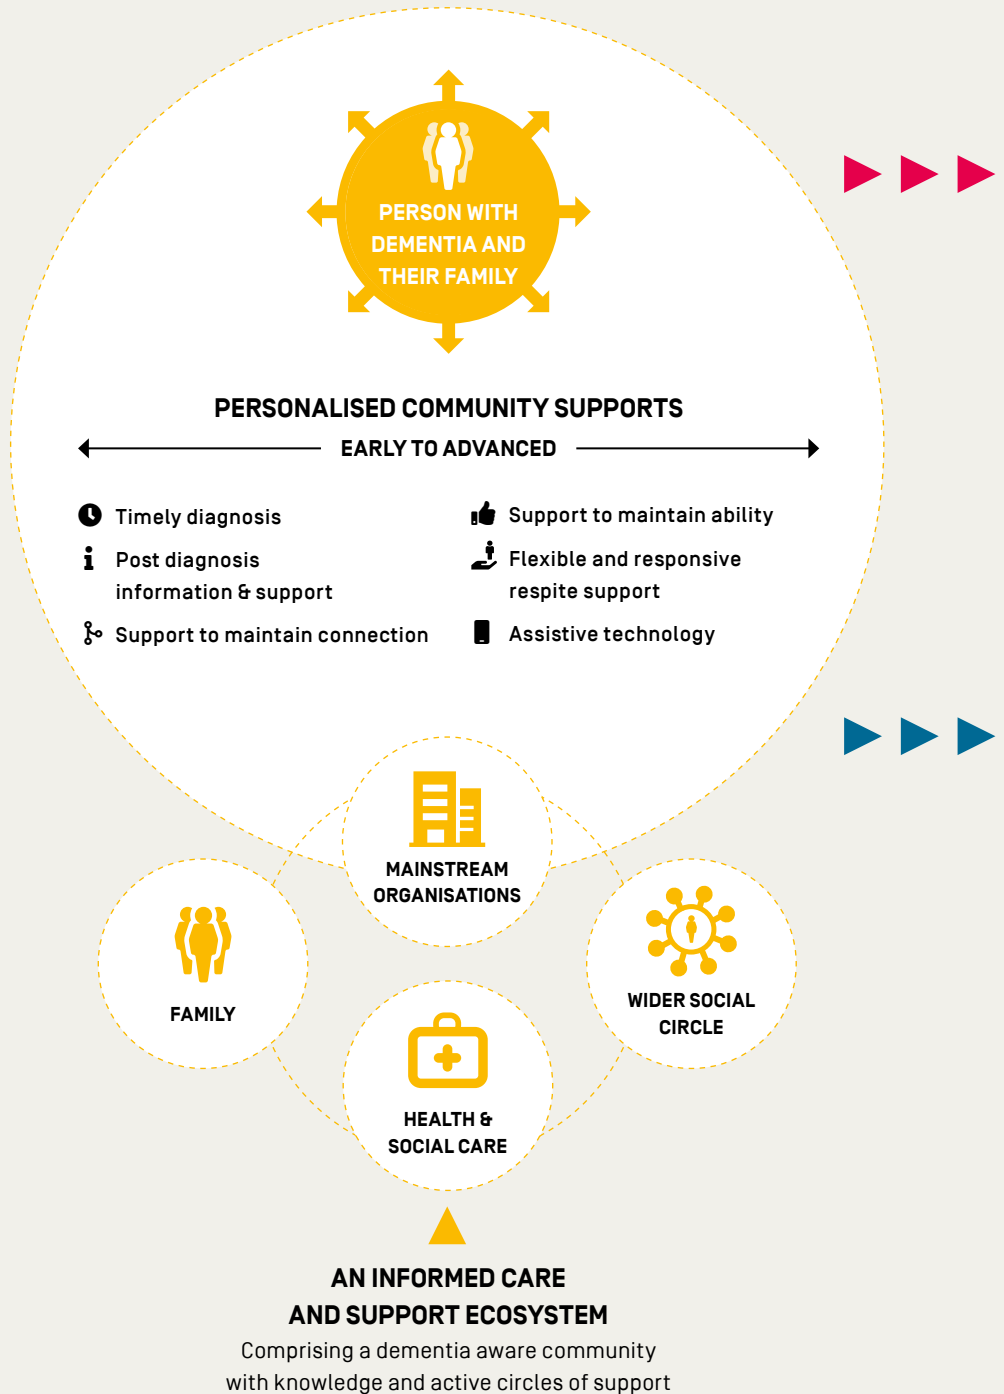 PERSON WITH
DEMENTIA AND
THEIR FAMILY
PERSONALISED COMMUNITY SUPPORTS
EARLY TO ADVANCED
Timely diagnosis
Post diagnosis
information & support
Support to maintain connection
Support to maintain ability
Flexible and responsive
respite support
Assistive technology
MAINSTREAM
ORGANISATIONS
FAMILY
WIDER SOCIAL
CIRCLE
HEALTH &
SOCIAL CARE
AN INFORMED CARE
AND SUPPORT ECOSYSTEM
Comprising a dementia aware community
with knowledge and active circles of support